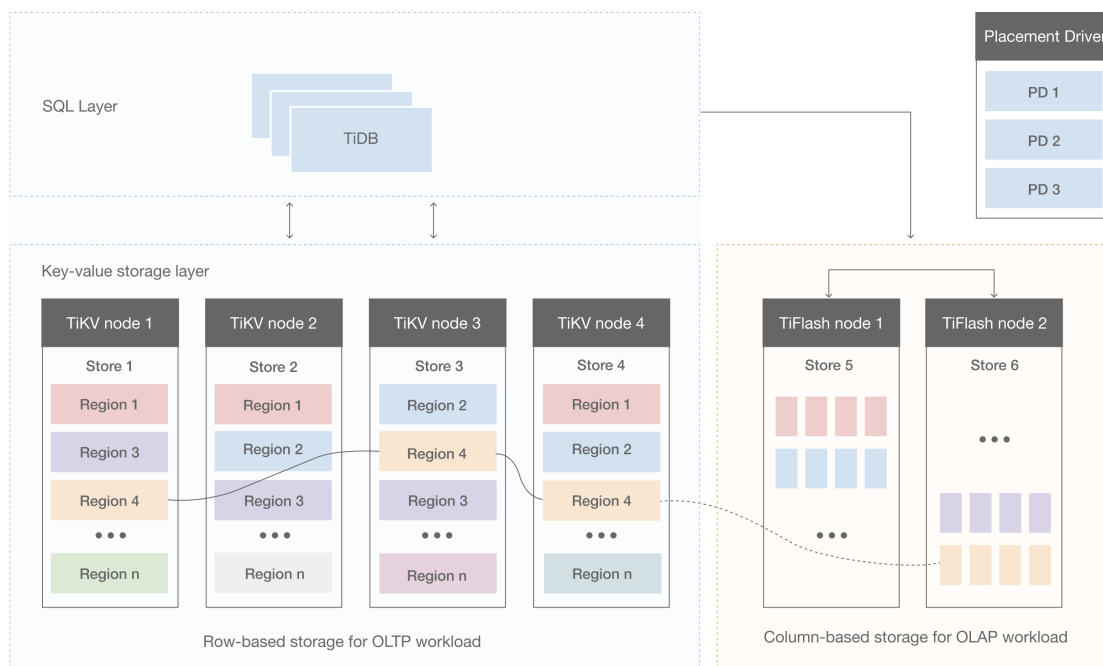 Placement Driver
PD 1
PD 2
PD 3
SQL Layer
TiDB
Key-value storage layer
TiKV node 1
Store 1
Region 1
Region 3
Region 4
Region n
TiKV node 2
Store 2
Region 1
Region 2
Region 3
Region n
TiKV node 3
Store 3
Region 2
Region 4
Region 3
Region n
TiKV node 4
Store 4
Region 1
Region 2
Region 4
Region n
Row-based storage for OLTP workload
TiFlash node 1
Store 5
TiFlash node 2
Store 6
Column-based storage for OLAP workload